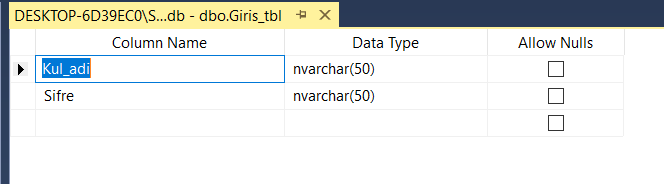 DESKTOP-6D39EC0\S...db - dbo.Giris_tbl
Column Name Data Type Allow Nulls
Kul_adi nvarchar(50)
Sifre nvarchar(50)